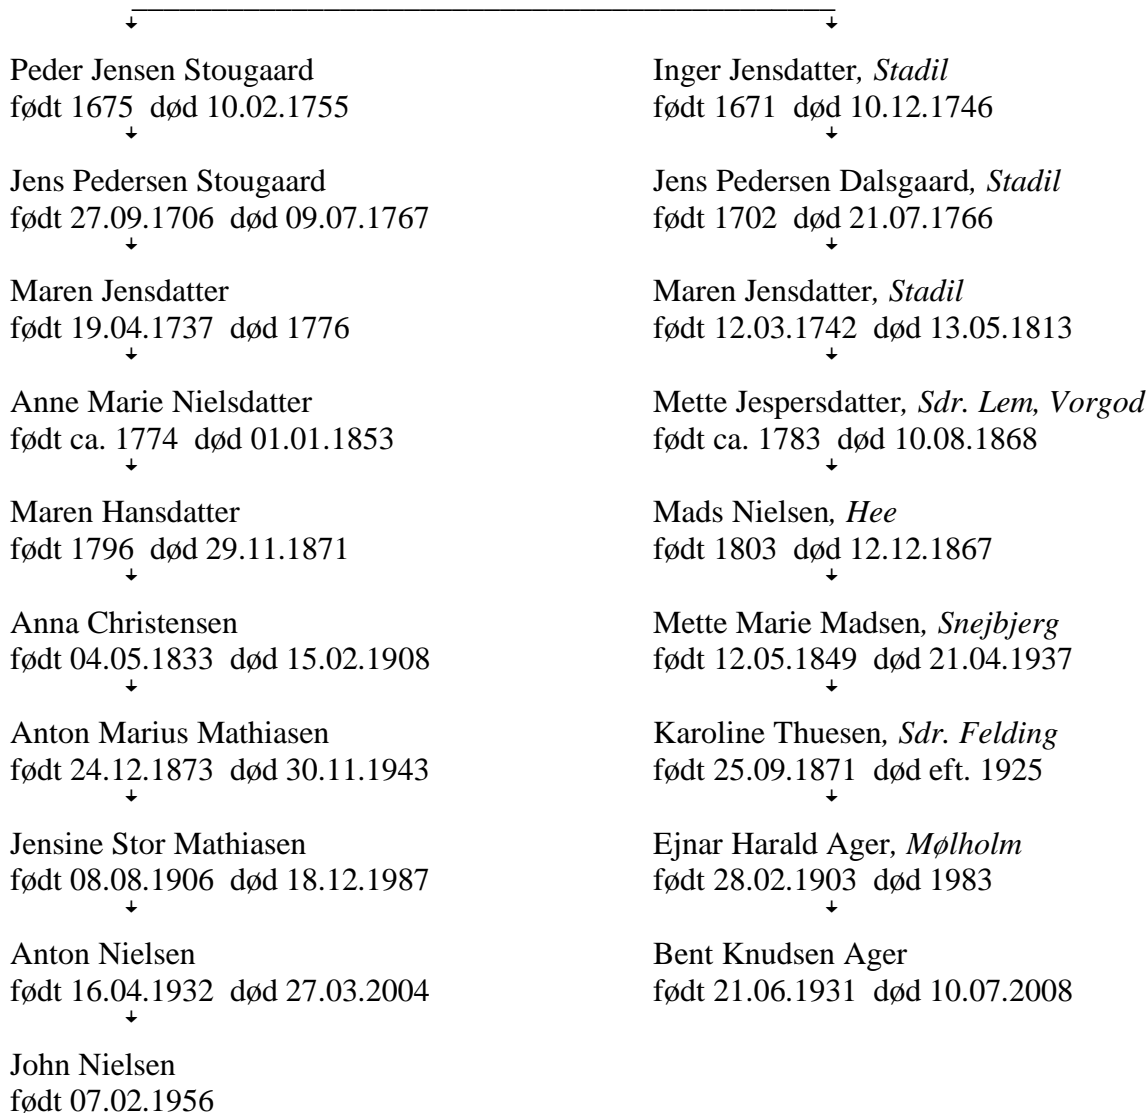 Peder Jensen Stougaard
født 1675 død 10.02.1755
Inger Jensdatter, Stadil
født 1671 død 10.12.1746
Jens Pedersen Stougaard
født 27.09.1706 død 09.07.1767
Jens Pedersen Dalsgaard, Stadil
født 1702 død 21.07.1766
Maren Jensdatter
født 19.04.1737 død 1776
Maren Jensdatter, Stadil
født 12.03.1742 død 13.05.1813
Anne Marie Nielsdatter
født ca. 1774 død 01.01.1853
Mette Jespersdatter, Sdr. Lem, Vorgod
født ca. 1783 død 10.08.1868
Maren Hansdatter
født 1796 død 29.11.1871
Mads Nielsen, Hee
født 1803 død 12.12.1867
Anna Christensen
født 04.05.1833 død 15.02.1908
Mette Marie Madsen, Snejbjerg
født 12.05.1849 død 21.04.1937
Anton Marius Mathiasen
født 24.12.1873 død 30.11.1943
Karoline Thuesen, Sdr. Felding
født 25.09.1871 død eft. 1925
Jensine Stor Mathiasen
født 08.08.1906 død 18.12.1987
Ejnar Harald Ager, Mølholm
født 28.02.1903 død 1983
Anton Nielsen
født 16.04.1932 død 27.03.2004
Bent Knudsen Ager
født 21.06.1931 død 10.07.2008
John Nielsen
født 07.02.1956